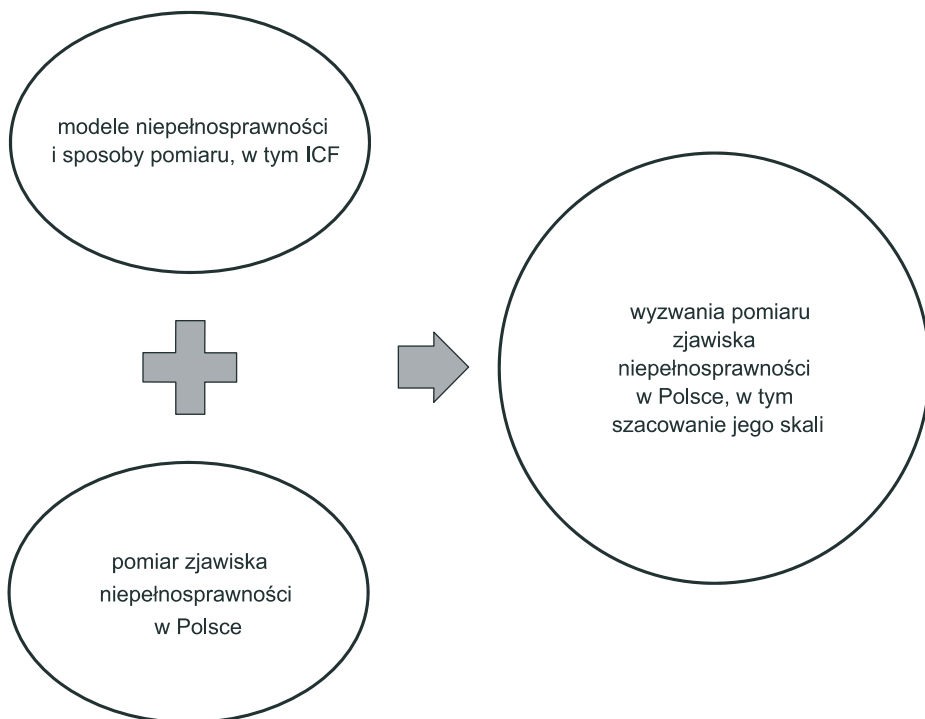 modele niepełnosprawności
i sposoby pomiaru, w tym ICF
pomiar zjawiska
niepełnosprawności
w Polsce
wyzwania pomiaru
zjawiska
niepełnosprawności
w Polsce, w tym
szacowanie jego skali